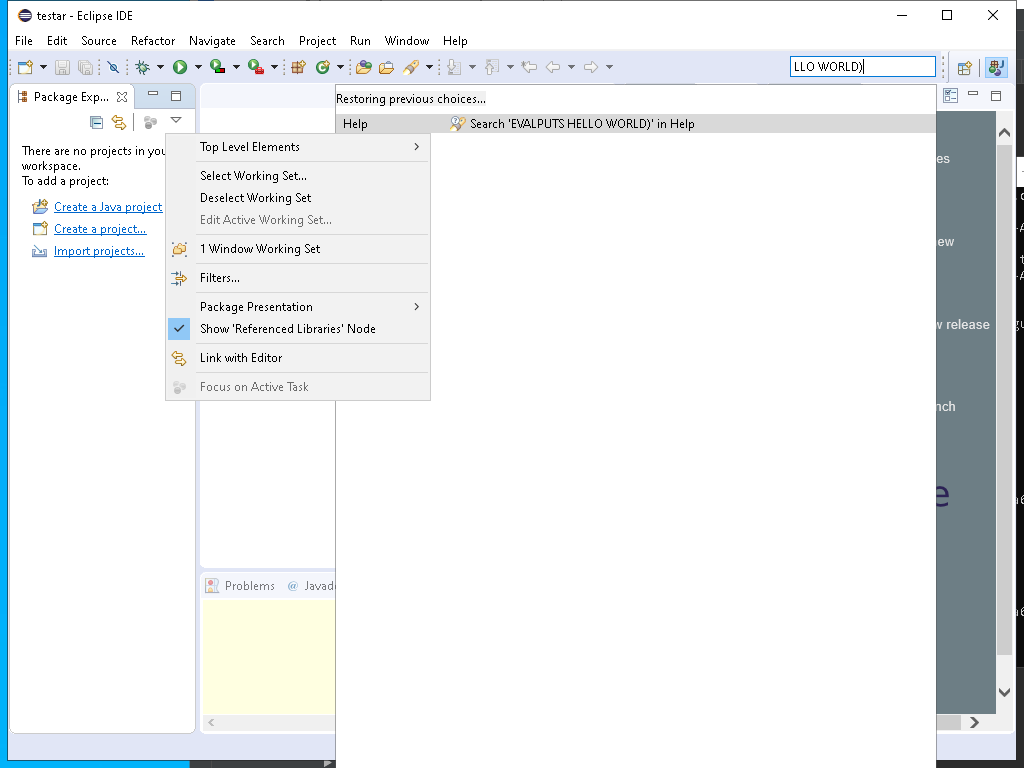 testar - Eclipse IDE
File Edit Source Refactor Navigate Search Project Run Window Help
LLO WORLD)
Package Exp...
Restoring previous choices...
Help Search 'EVALPUTS HELLO WORLD)' in Help
There are no projects in you
workspace.
To add a project:
Create a Java project
Create a project...
Import projects...
Top Level Elements
Select Working Set...
Deselect Working Set
Edit Active Working Set...
1 Window Working Set
Filters...
Package Presentation
Show 'Referenced Libraries' Node
Link with Editor
Focus on Active Task
es
ew
w release
nch
e
Problems @ Javad